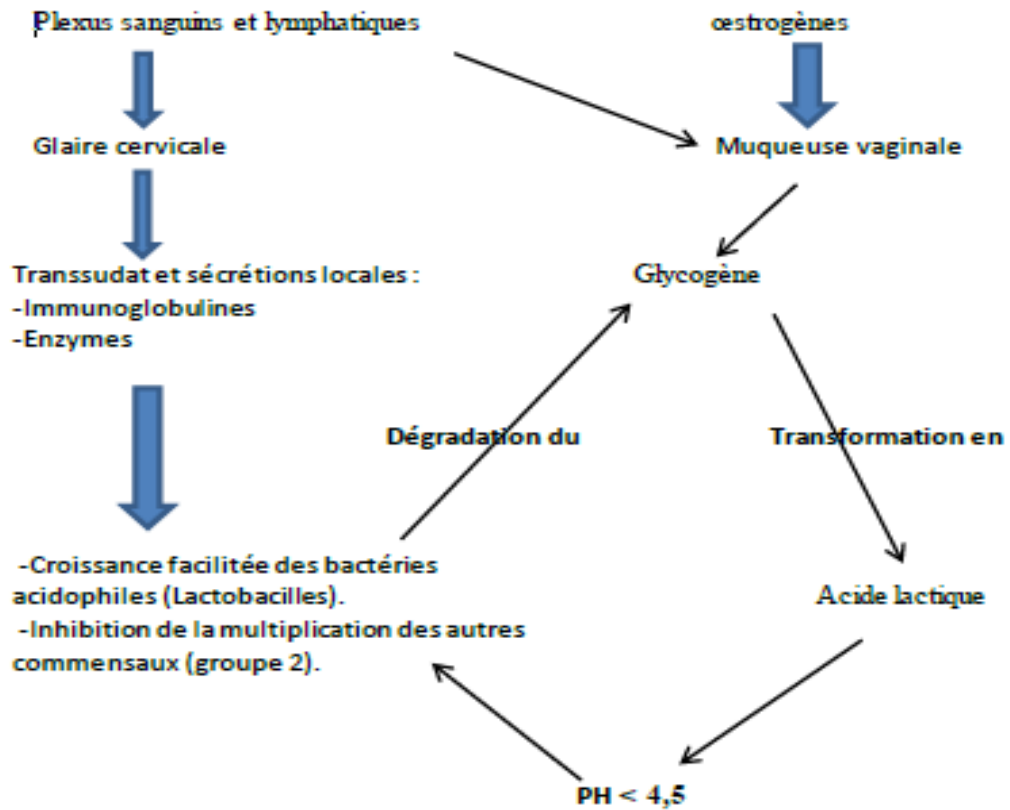 Plexus sanguins et lymphatiques
œstrogènes
Glaire cervicale
Muqueuse vaginale
Transsudat et sécrétions locales :
-Immunoglobulines
-Enzymes
Glycogène
Dégradation du
Transformation en
-Croissance facilitée des bactéries
acidophiles (Lactobacilles).
-Inhibition de la multiplication des autres
commensaux (groupe 2).
Acide lactique
PH < 4,5